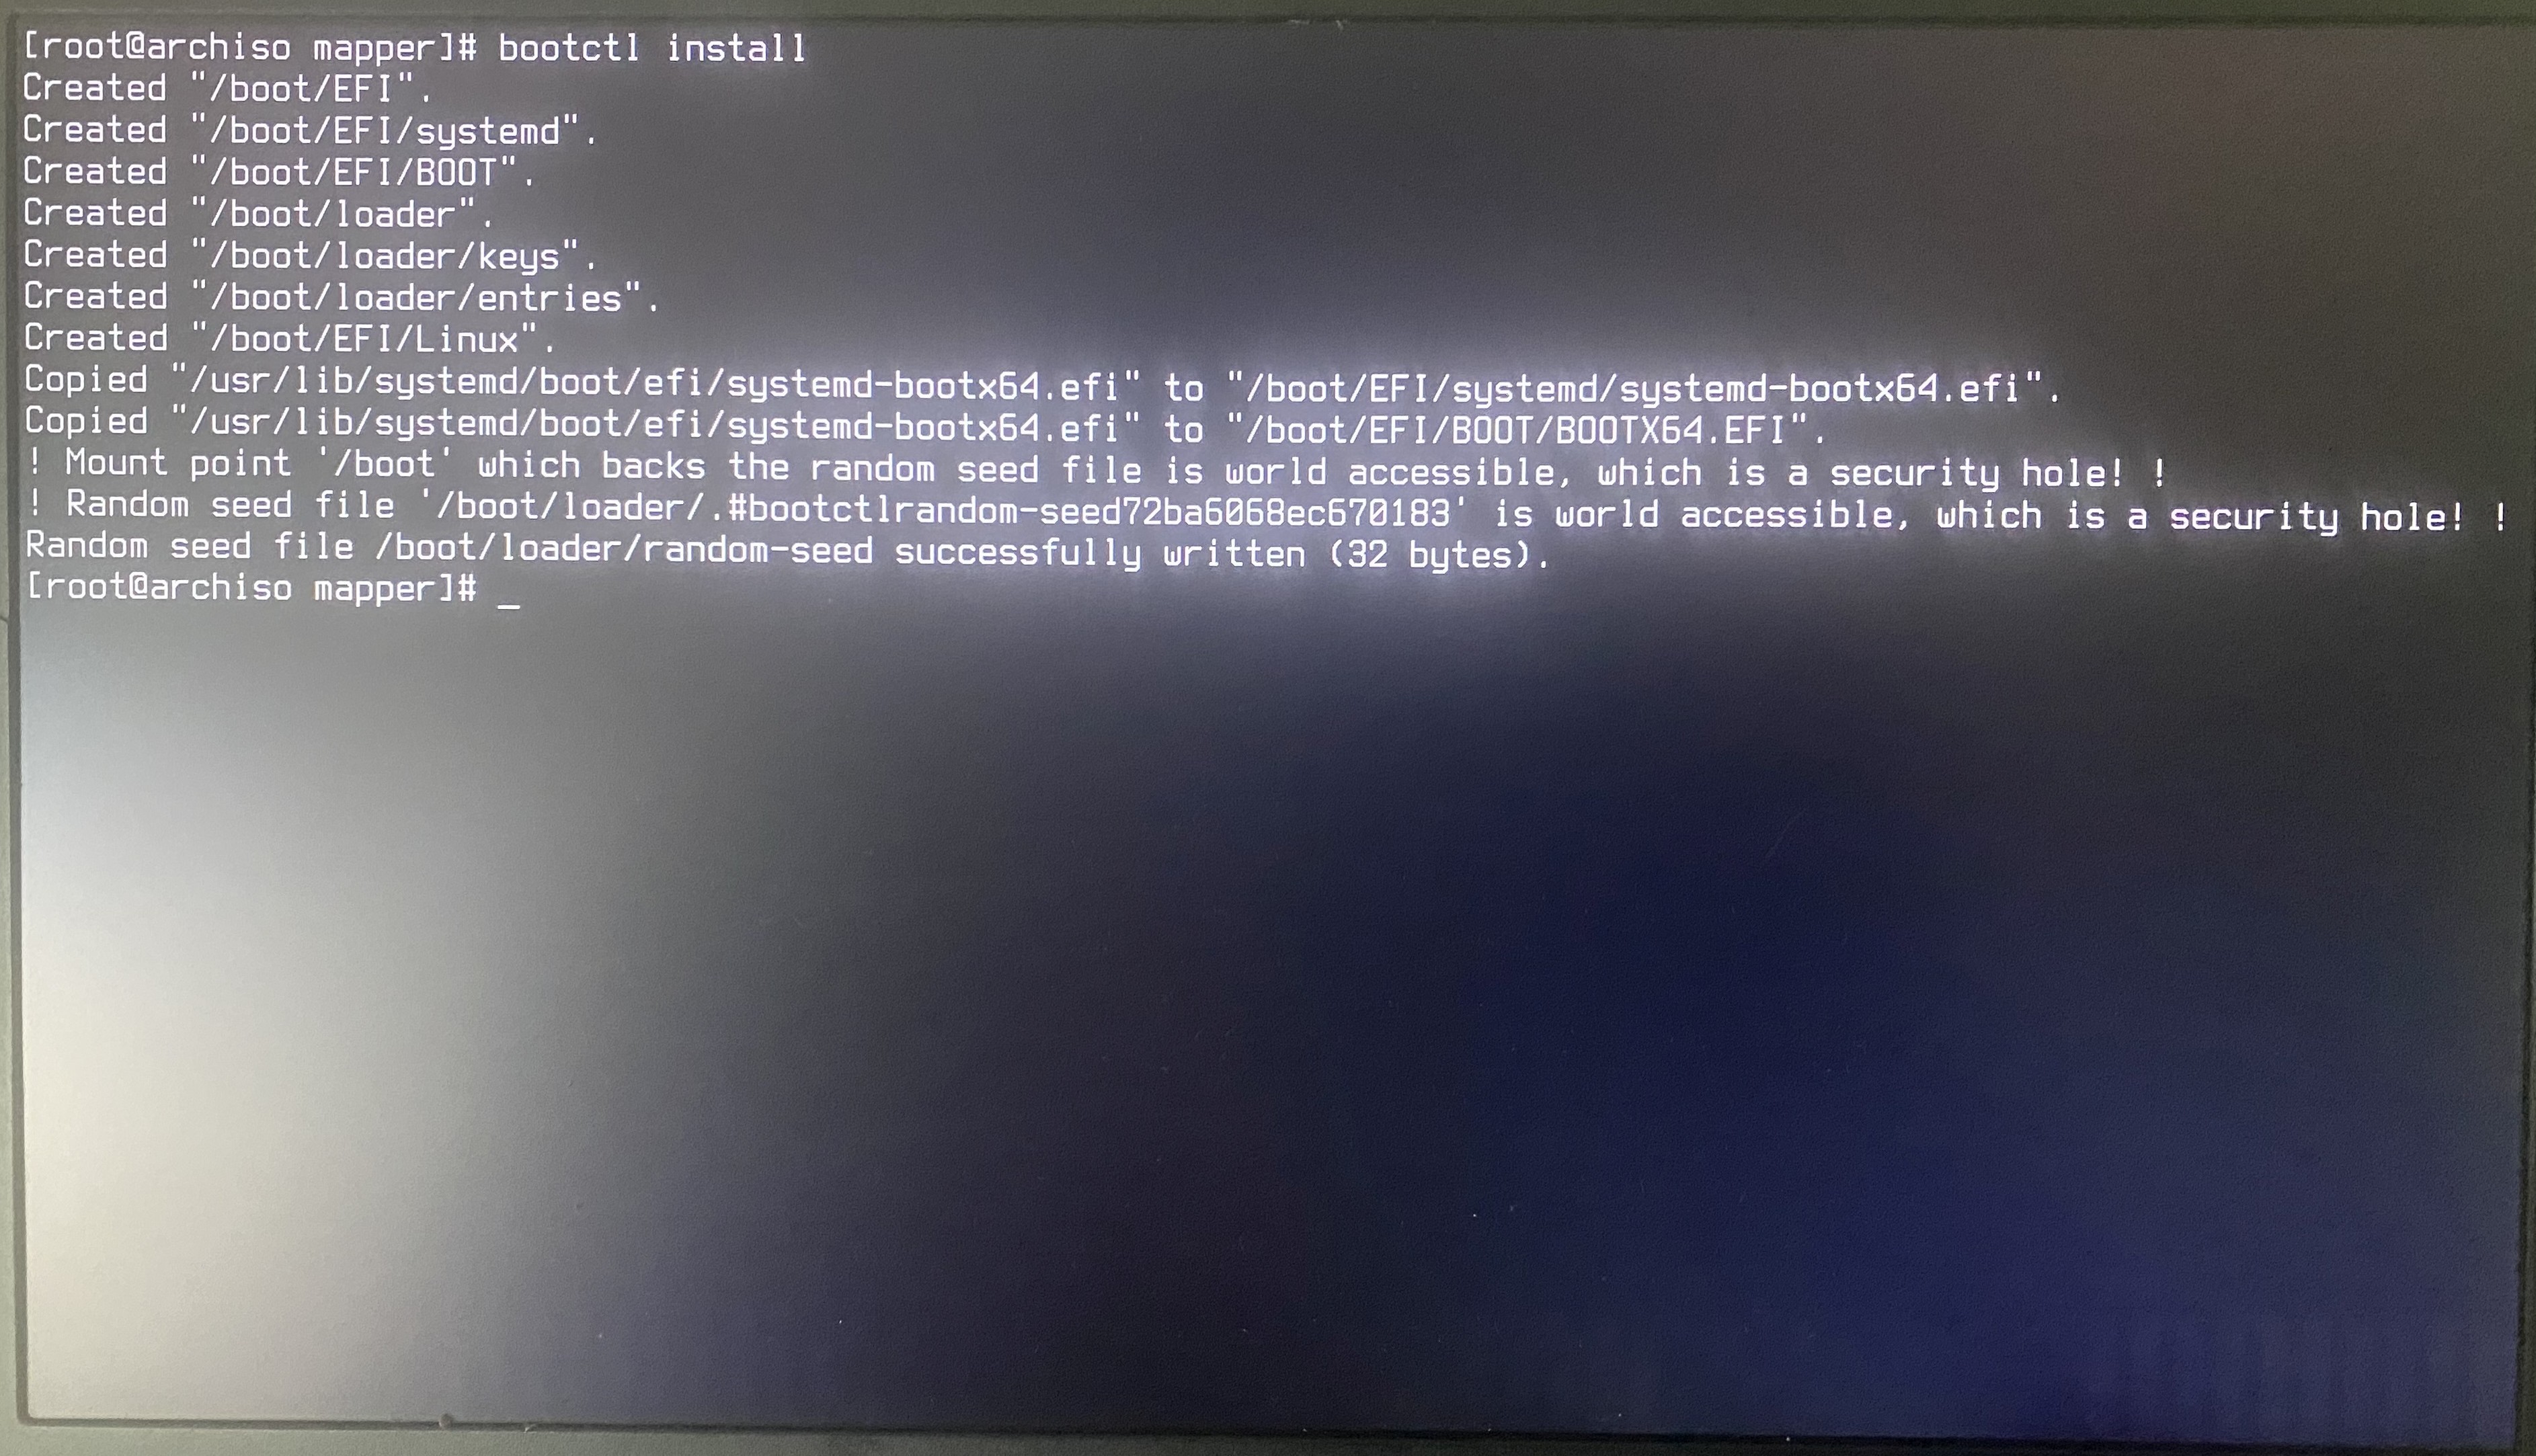 [root@archiso mapper]# bootctl install
Created "/boot/EFI".
Created "/boot/EFI/systemd".
Created "/boot/EFI/BOOT".
Created "/boot/loader".
Created "/boot/loader/keys".
Created "/boot/loader/entries".
Created "/boot/EFI/Linux".
Copied "/usr/lib/systemd/boot/efi/systemd-bootx64.efi" to "/boot/EFI/systemd/systemd-bootx64.efi".
Copied "/usr/lib/systemd/boot/efi/systemd-bootx64.efi" to "/boot/EFI/BOOT/BOOTX64.EFI".
! Mount point '/boot' which backs the random seed file is world accessible, which is a security hole! !
! Random seed file '/boot/loader/.#bootctlrandom-seed72ba6068ec670183' is world accessible, which is a security hole! !
Random seed file /boot/loader/random-seed successfully written (32 bytes).
[root@archiso mapper]# _